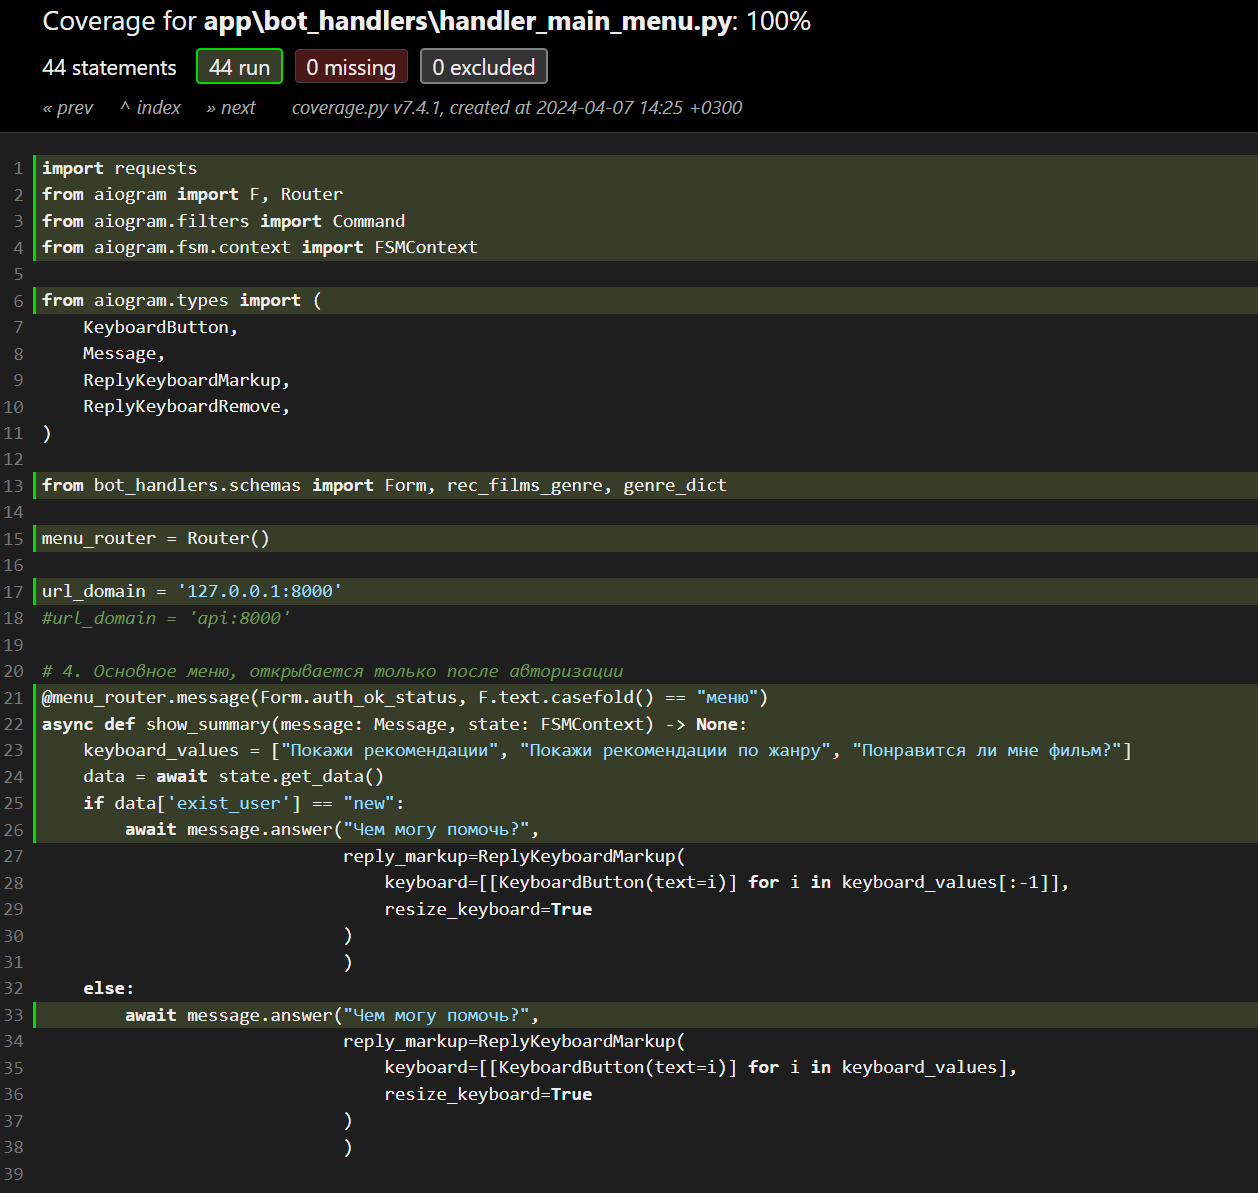 Coverage for app\bot_handlers\handler_main_menu.py: 100%
44 statements 44 run 0 missing 0 excluded
« prev ^ index » next coverage.py v7.4.1, created at 2024-04-07 14:25 +0300
1 import requests
2 from aiogram import F, Router
3 from aiogram.filters import Command
4 from aiogram.fsm.context import FSMContext
5
6 from aiogram.types import (
7     KeyboardButton,
8     Message,
9     ReplyKeyboardMarkup,
10     ReplyKeyboardRemove,
11 )
12
13 from bot_handlers.schemas import Form, rec_films_genre, genre_dict
14
15 menu_router = Router()
16
17 url_domain = '127.0.0.1:8000'
18 #url_domain = 'api:8000'
19
20 # 4. Основное меню, открывается только после авторизации
21 @menu_router.message(Form.auth_ok_status, F.text.casefold() == "меню")
22 async def show_summary(message: Message, state: FSMContext) -> None:
23     keyboard_values = ["Покажи рекомендации", "Покажи рекомендации по жанру", "Понравится ли мне фильм?"]
24     data = await state.get_data()
25     if data['exist_user'] == "new":
26         await message.answer("Чем могу помочь?",
27                              reply_markup=ReplyKeyboardMarkup(
28                                  keyboard=[[KeyboardButton(text=i)] for i in keyboard_values[:-1]],
29                                  resize_keyboard=True
30                              )
31                              )
32     else:
33         await message.answer("Чем могу помочь?",
34                              reply_markup=ReplyKeyboardMarkup(
35                                  keyboard=[[KeyboardButton(text=i)] for i in keyboard_values],
36                                  resize_keyboard=True
37                              )
38                              )
39